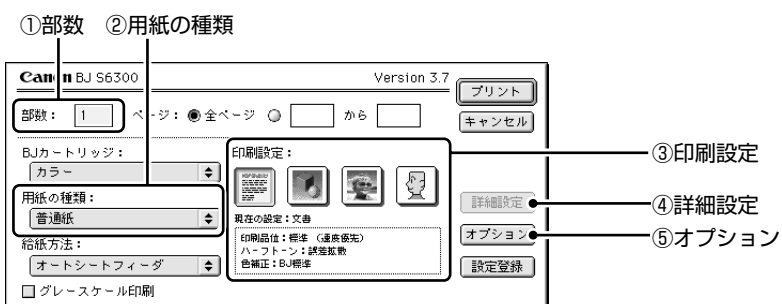 ①部数 ②用紙の種類
Canon BJ S6300 Version 3.7
プリント
部数： 1 ページ： 全ページ から
キャンセル
BJカートリッジ：
カラー
印刷設定：
③印刷設定
用紙の種類：
普通紙
詳細設定
④詳細設定
現在の設定：文書
オプション
⑤オプション
印刷品位：標準 （速度優先）
ハーフトーン：誤差拡散
色補正：BJ標準
給紙方法：
オートシートフィーダ
設定登録
グレースケール印刷